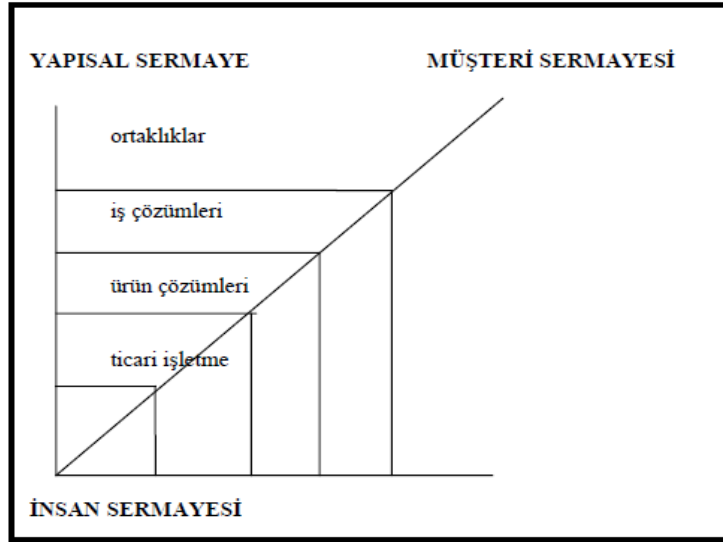 YAPISAL SERMAYE
MÜŞTERİ SERMAYESİ
ortaklıklar
iş çözümleri
ürün çözümleri
ticari işletme
İNSAN SERMAYESİ